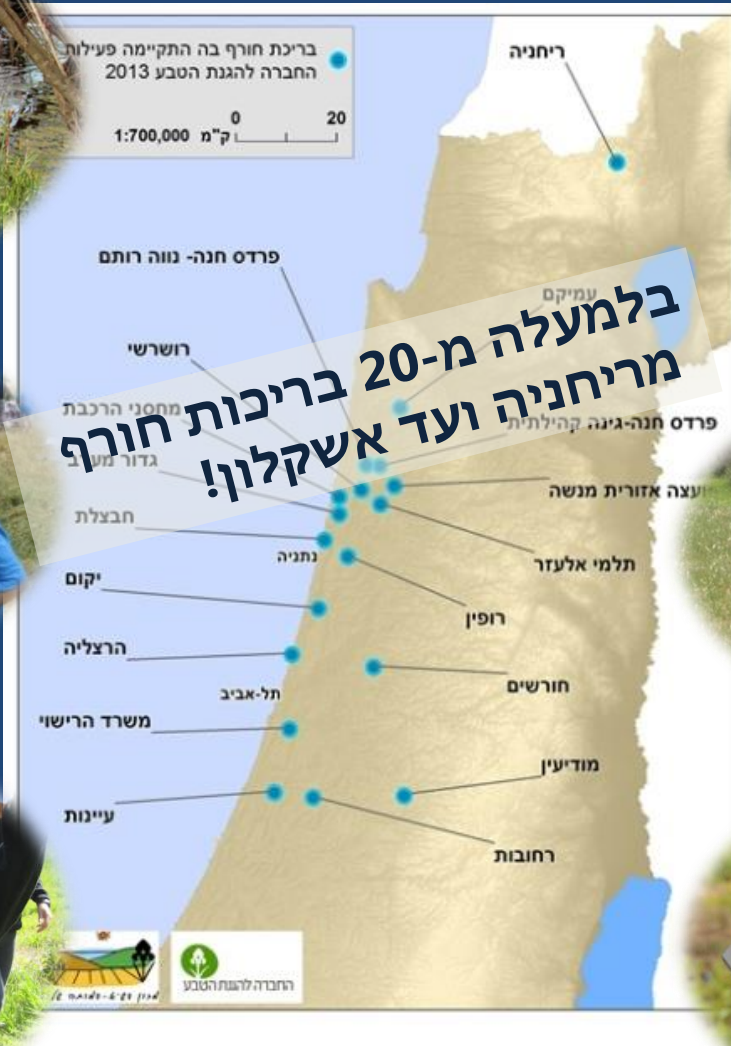 בריכת חורף בה התקיימה פעילות
החברה להגנת הטבע 2013
0 20
ק"מ 1:700,000
ריחניה
פרדס חנה- נווה רותם
עמיקם
רושרשי
בלמעלה מ-20 בריכות חורף
מריחניה ועד אשקלון!
מחסני הרכבת
פרדס חנה-גינה קהילתית
גדור מערב
אזורית מנשה
חבצלת
נתניה
תלמי אלעזר
יקום
רופין
הרצליה
חורשים
תל-אביב
משרד הרישוי
מודיעין
עיינות
רחובות
החברה להגנת הטבע